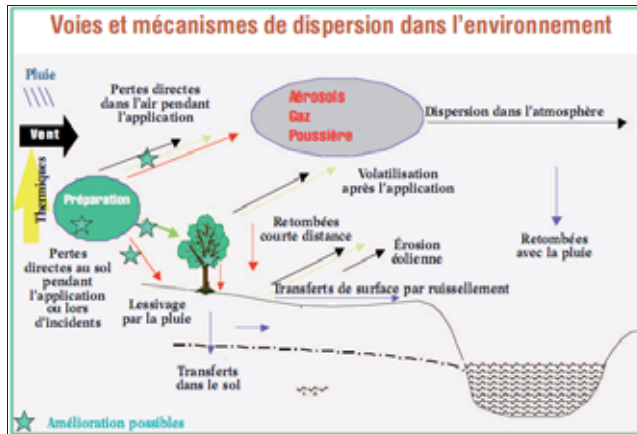 Voies et mécanismes de dispersion dans l'environnement
Pluie
Pertes directes
dans l'air pendant
l'application
Aérosols
Gaz
Poussière
Dispersion dans l'atmosphère
Vent
Thermiques
Volatilisation
après l'application
Préparation
Retombées
courte distance
Érosion
éolienne
Retombées
avec la pluie
Pertes
directes au sol
pendant
l'application
ou lors
d'incidents
Lessivage
par la pluie
Transferts de surface par ruissellement
Transferts
dans le sol
Amélioration possibles